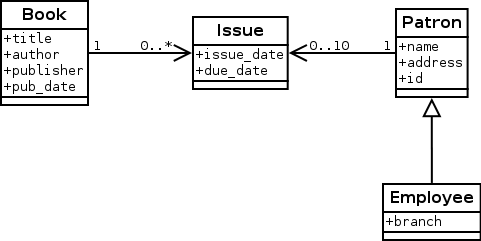 Book
+title
+author
+publisher
+pub_date
1
0..*
Issue
+issue_date
+due_date
0..10
1
Patron
+name
+address
+id
Employee
+branch